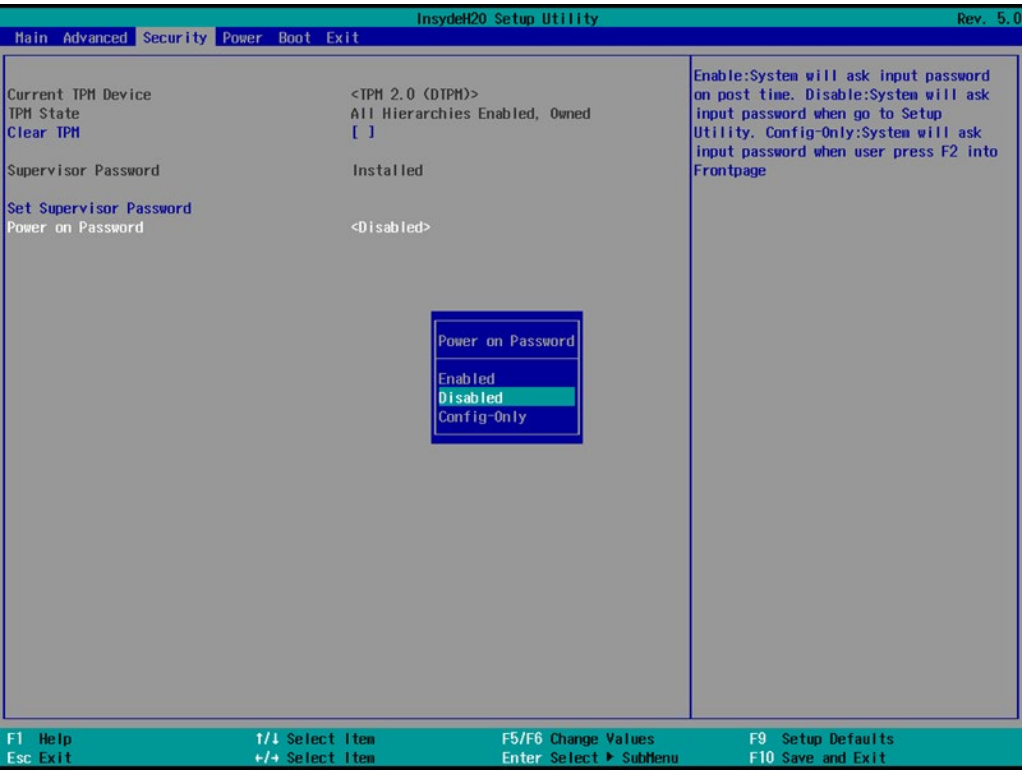 InsydeH20 Setup Utility Rev. 5.0
Main Advanced Security Power Boot Exit
Current TPM Device <TPM 2.0 (DTPM)>
TPM State All Hierarchies Enabled, Owned
Clear TPM [ ]
Supervisor Password Installed
Set Supervisor Password
Power on Password <Disabled>
Power on Password
Enabled
Disabled
Config-Only
Enable:System will ask input password
on post time. Disable:System will ask
input password when go to Setup
Utility. Config-Only:System will ask
input password when user press F2 into
Frontpage
F1 Help ↑/↓ Select Item F5/F6 Change Values F9 Setup Defaults
Esc Exit ←/→ Select Item Enter Select ▶ SubMenu F10 Save and Exit